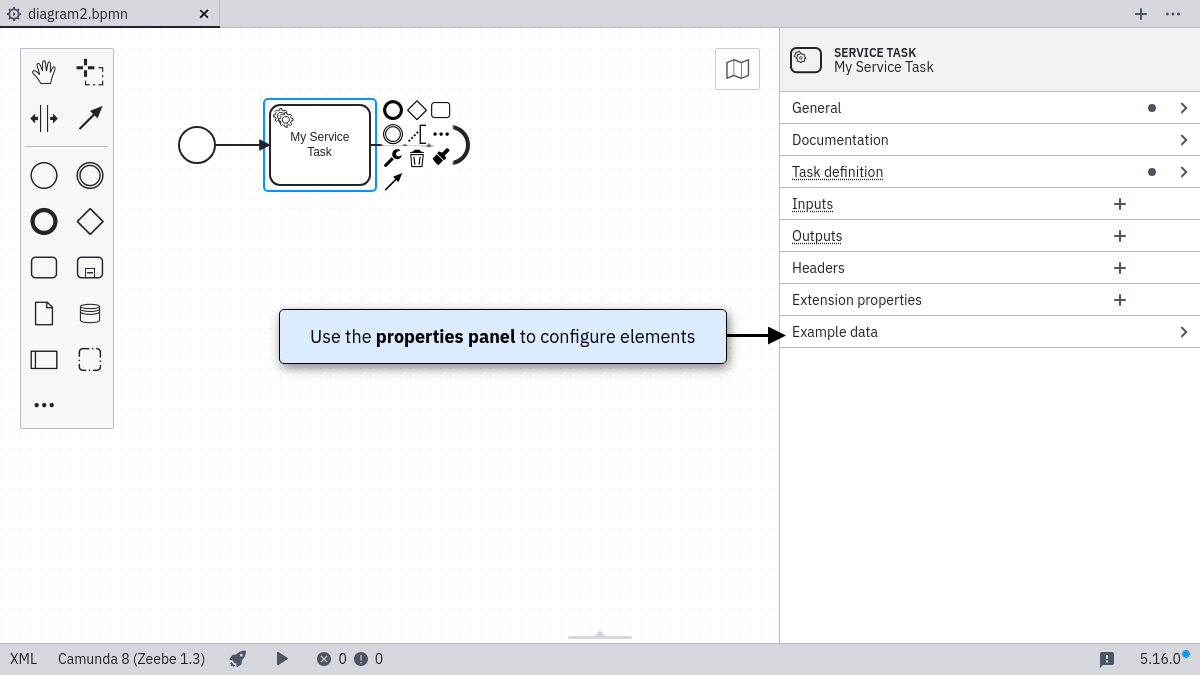 diagram2.bpmn
SERVICE TASK
My Service Task
General
Documentation
Task definition
Inputs
Outputs
Headers
Extension properties
Example data
My Service
Task
Use the properties panel to configure elements
XML Camunda 8 (Zeebe 1.3) 0 0 5.16.0